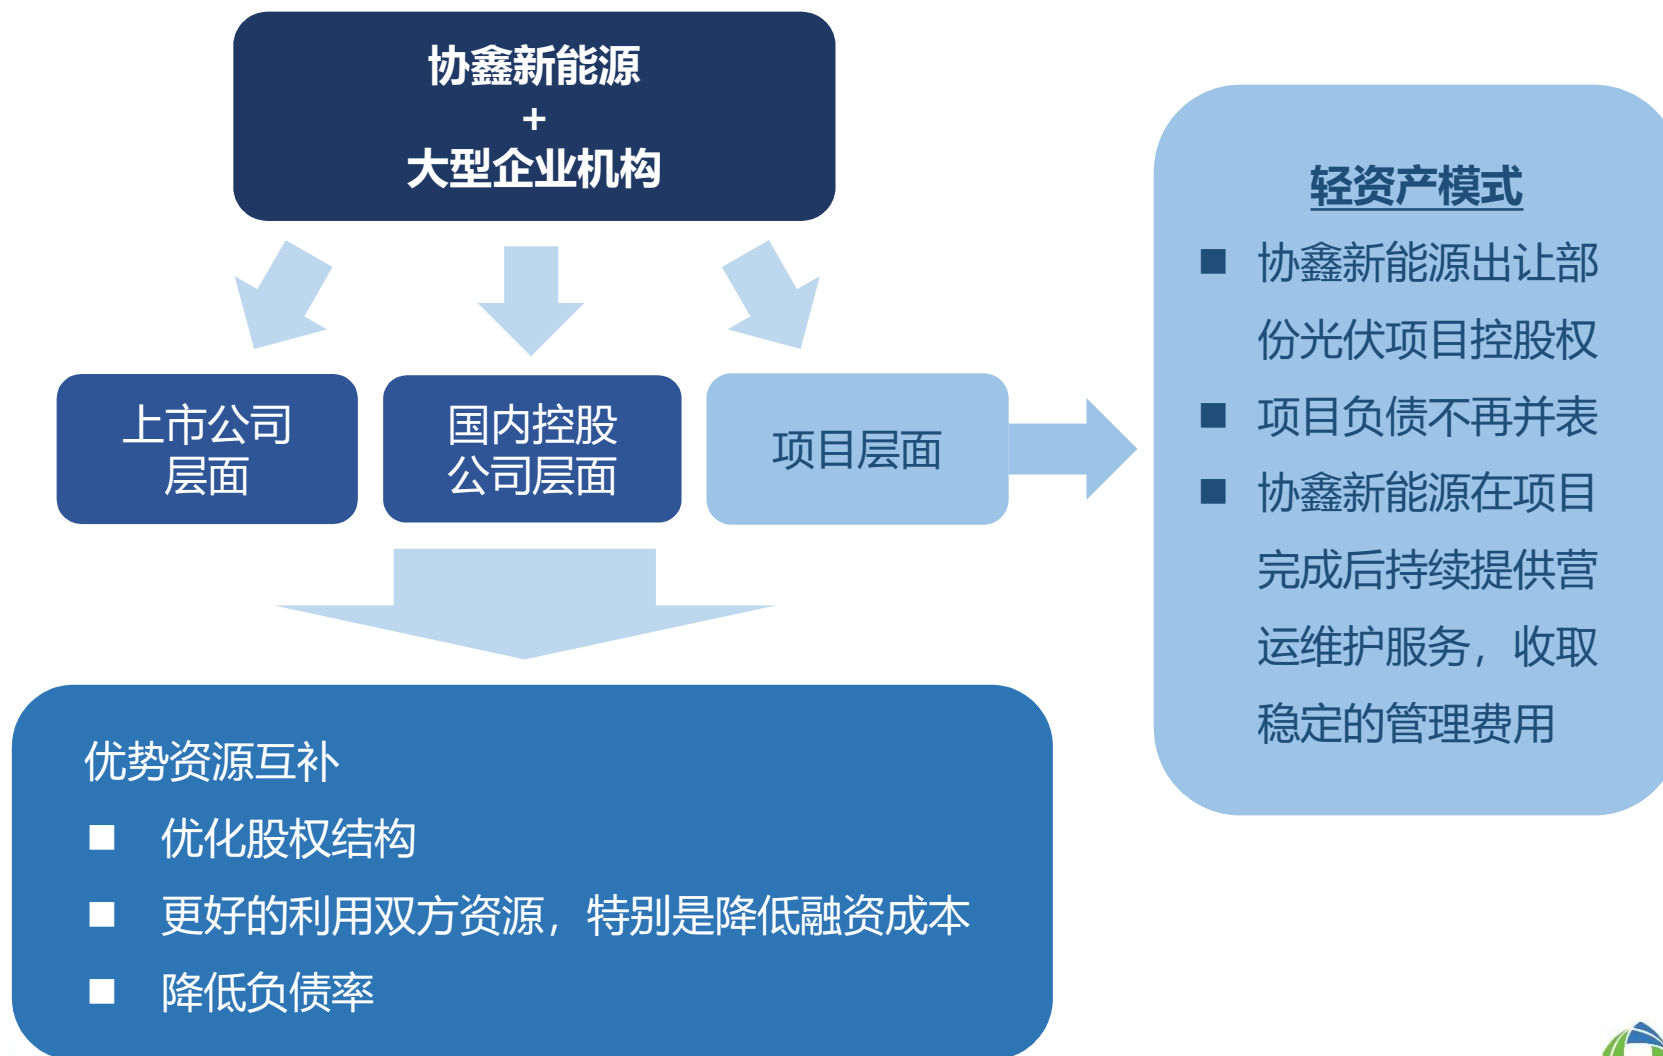 协鑫新能源
+
大型企业机构
上市公司
层面
国内控股
公司层面
项目层面
轻资产模式
■ 协鑫新能源出让部
份光伏项目控股权
■ 项目负债不再并表
■ 协鑫新能源在项目
完成后持续提供营
运维护服务，收取
稳定的管理费用
优势资源互补
■ 优化股权结构
■ 更好的利用双方资源，特别是降低融资成本
■ 降低负债率